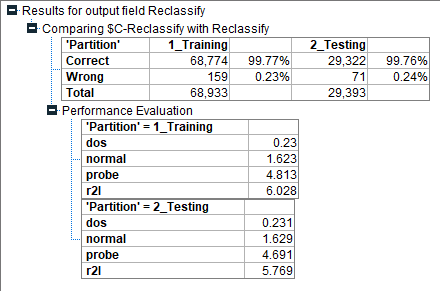 Results for output field Reclassify
Comparing $C-Reclassify with Reclassify
'Partition' 1_Training 2_Testing
Correct 68,774 99.77% 29,322 99.76%
Wrong 159 0.23% 71 0.24%
Total 68,933 29,393
Performance Evaluation
'Partition' = 1_Training
dos 0.23
normal 1.623
probe 4.813
r2l 6.028
'Partition' = 2_Testing
dos 0.231
normal 1.629
probe 4.691
r2l 5.769